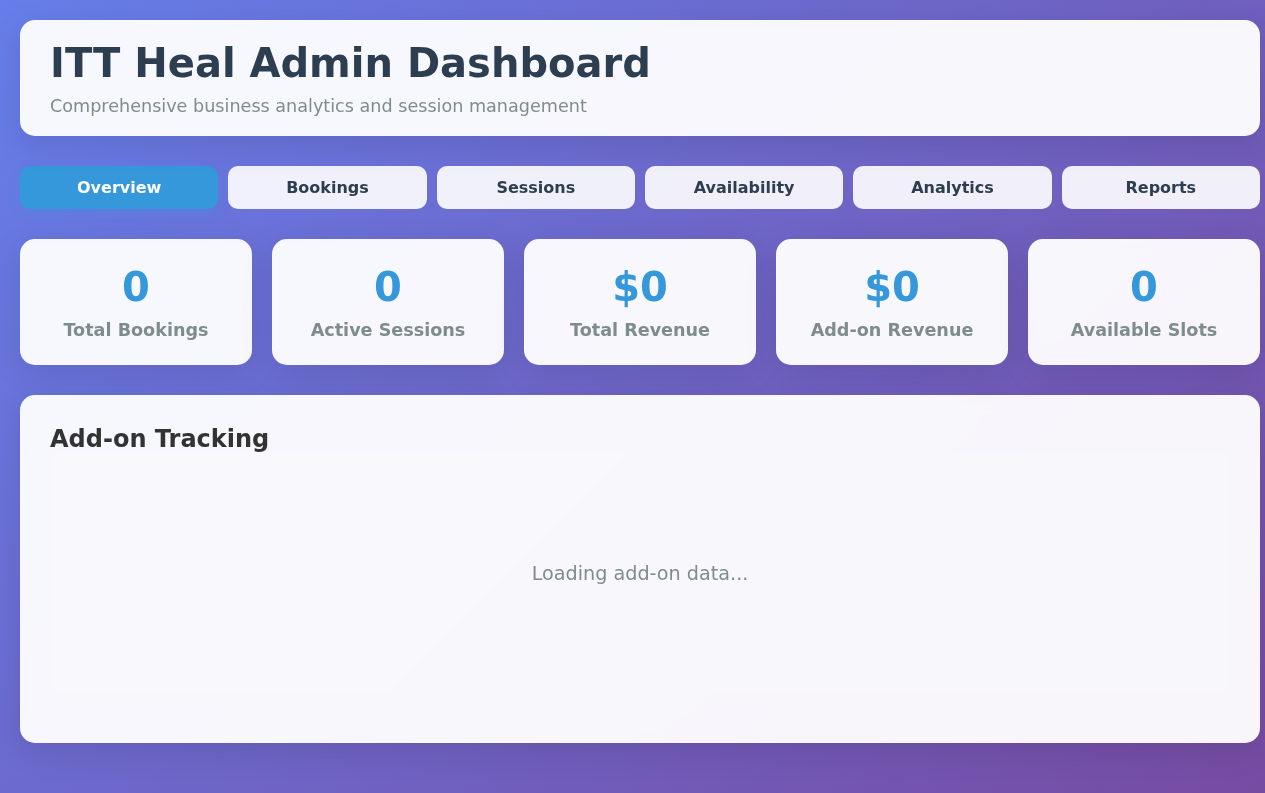 ITT Heal Admin Dashboard
Comprehensive business analytics and session management
Overview
Bookings
Sessions
Availability
Analytics
Reports
0
Total Bookings
0
Active Sessions
$0
Total Revenue
$0
Add-on Revenue
0
Available Slots
Add-on Tracking
Loading add-on data...